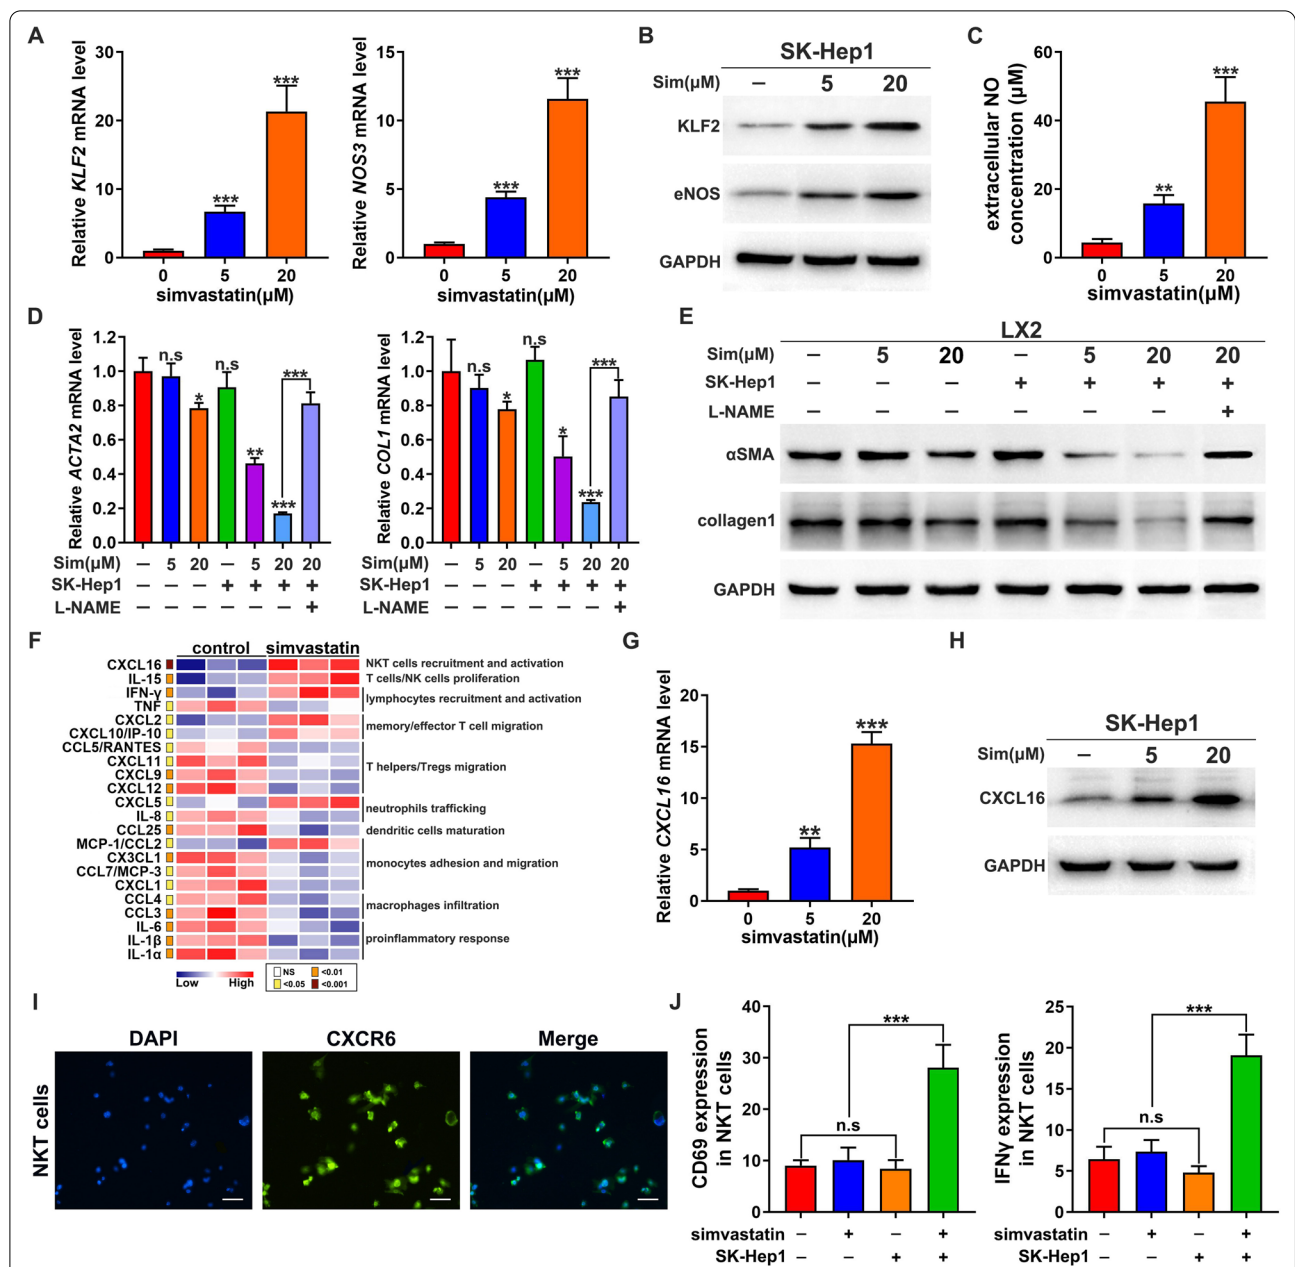 A
Relative KLF2 mRNA level
30
20
10
0
***
***
0 5 20
simvastatin(μM)
Relative NOS3 mRNA level
15
10
5
0
***
***
0 5 20
simvastatin(μM)
B
SK-Hep1
Sim(μM) – 5 20
KLF2
eNOS
GAPDH
C
extracellular NO
concentration (μM)
60
40
20
0
**
***
0 5 20
simvastatin(μM)
D
Relative ACTA2 mRNA level
1.2
1.0
0.8
0.6
0.4
0.2
0.0
n.s
*
n.s
**
***
***
Sim(μM) – 5 20 – 5 20 20
SK-Hep1 – – – + + + +
L-NAME – – – – – – +
Relative COL1 mRNA level
1.2
1.0
0.8
0.6
0.4
0.2
0.0
n.s
*
n.s
*
***
***
Sim(μM) – 5 20 – 5 20 20
SK-Hep1 – – – + + + +
L-NAME – – – – – – +
E
LX2
Sim(μM) – 5 20 – 5 20 20
SK-Hep1 – – – + + + +
L-NAME – – – – – – +
αSMA
collagen1
GAPDH
F
control simvastatin
CXCL16 NKT cells recruitment and activation
IL-15 T cells/NK cells proliferation
IFN-γ
lymphocytes recruitment and activation
TNF
CXCL2
memory/effector T cell migration
CXCL10/IP-10
CCL5/RANTES
CXCL11
T helpers/Tregs migration
CXCL9
CXCL12
CXCL5
neutrophils trafficking
IL-8
CCL25 dendritic cells maturation
MCP-1/CCL2
CX3CL1
monocytes adhesion and migration
CCL7/MCP-3
CXCL1
CCL4
macrophages infiltration
CCL3
IL-6
IL-1β proinflammatory response
IL-1α
Low High
NS <0.01
<0.05 <0.001
G
Relative CXCL16 mRNA level
20
15
10
5
0
**
***
0 5 20
simvastatin(μM)
H
SK-Hep1
Sim(μM) – 5 20
CXCL16
GAPDH
I
DAPI CXCR6 Merge
NKT cells
J
CD69 expression
in NKT cells
40
30
20
10
0
n.s
***
simvastatin – + – +
SK-Hep1 – – + +
IFNγ expression
in NKT cells
25
20
15
10
5
0
n.s
***
simvastatin – + – +
SK-Hep1 – – + +